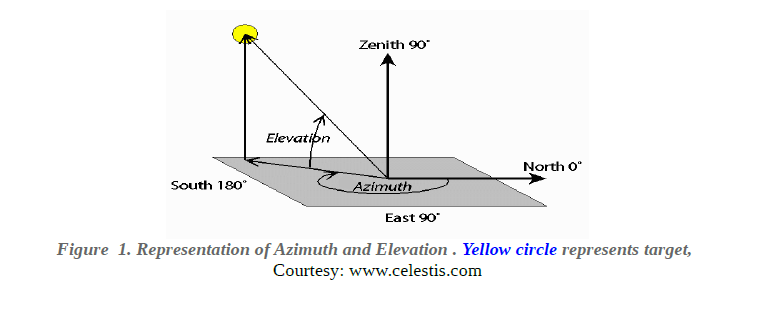 Zenith 90°
Elevation
North 0°
South 180°
Azimuth
East 90°
Figure 1. Representation of Azimuth and Elevation . Yellow circle represents target,
Courtesy: www.celestis.com